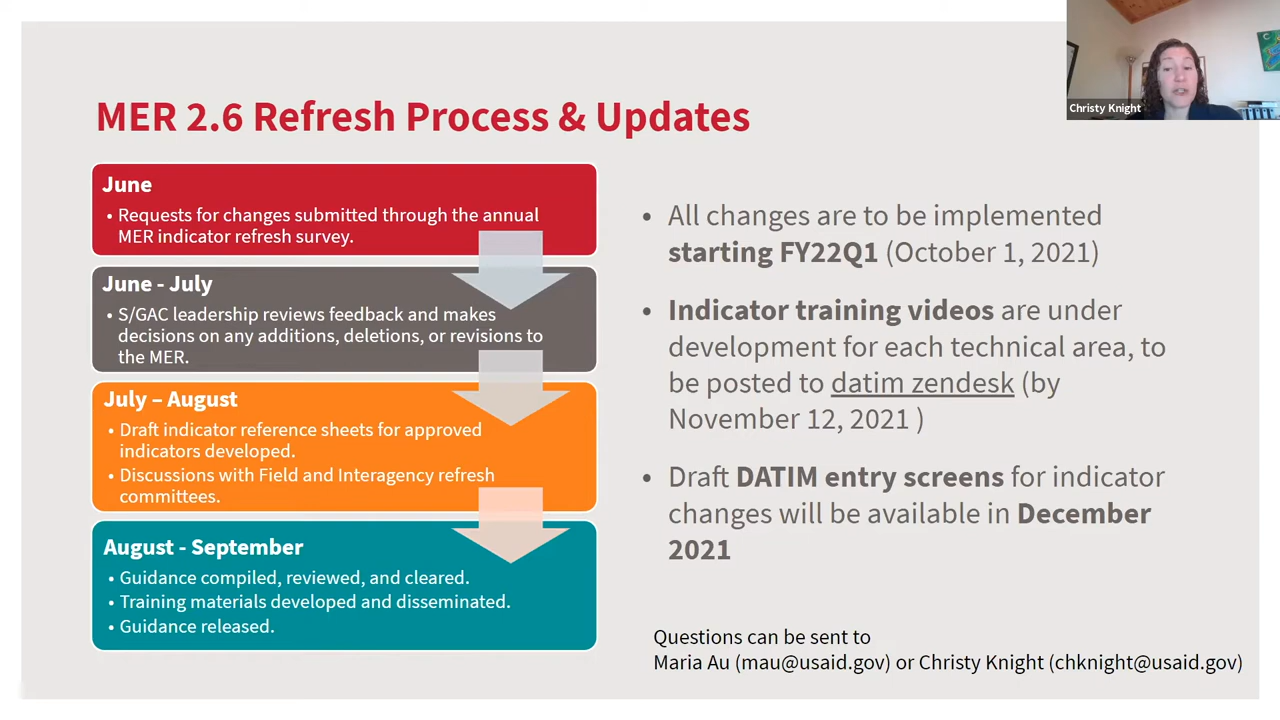 Christy Knight
MER 2.6 Refresh Process & Updates
June
• Requests for changes submitted through the annual
MER indicator refresh survey.
June - July
• S/GAC leadership reviews feedback and makes
decisions on any additions, deletions, or revisions to
the MER.
July – August
• Draft indicator reference sheets for approved
indicators developed.
• Discussions with Field and Interagency refresh
committees.
August - September
• Guidance compiled, reviewed, and cleared.
• Training materials developed and disseminated.
• Guidance released.
• All changes are to be implemented
starting FY22Q1 (October 1, 2021)
• Indicator training videos are under
development for each technical area, to
be posted to datim zendesk (by
November 12, 2021 )
• Draft DATIM entry screens for indicator
changes will be available in December
2021
Questions can be sent to
Maria Au (mau@usaid.gov) or Christy Knight (chknight@usaid.gov)